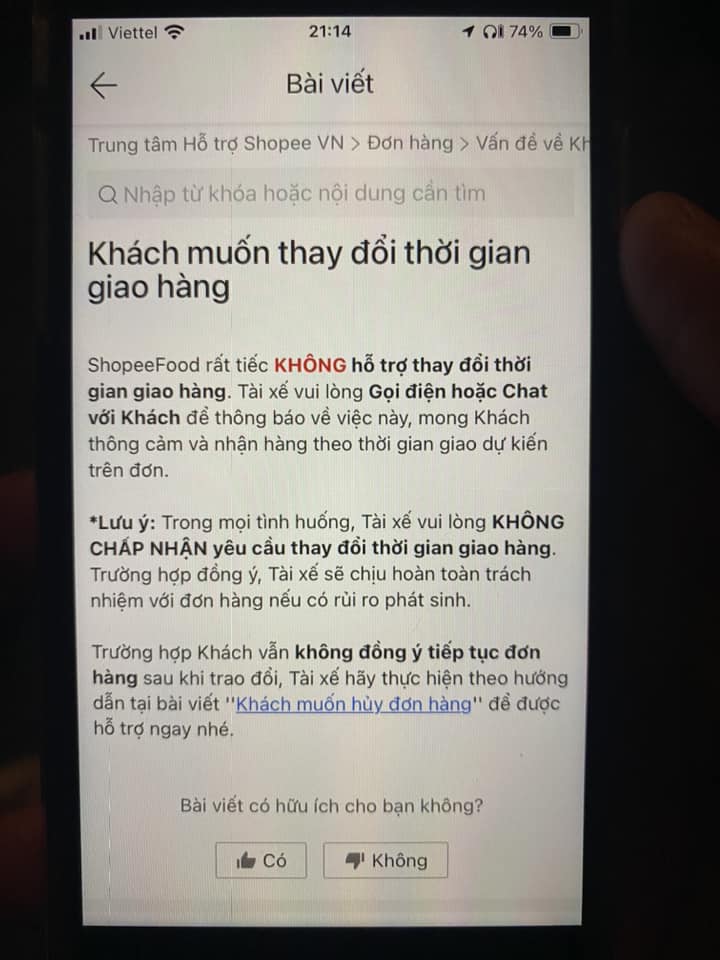 Viettel 21:14 74%
Bài viết
Trung tâm Hỗ trợ Shopee VN > Đơn hàng > Vấn đề về Kh
Nhập từ khóa hoặc nội dung cần tìm
Khách muốn thay đổi thời gian
giao hàng
ShopeeFood rất tiếc KHÔNG hỗ trợ thay đổi thời
gian giao hàng. Tài xế vui lòng Gọi điện hoặc Chat
với Khách để thông báo về việc này, mong Khách
thông cảm và nhận hàng theo thời gian giao dự kiến
trên đơn.
*Lưu ý: Trong mọi tình huống, Tài xế vui lòng KHÔNG
CHẤP NHẬN yêu cầu thay đổi thời gian giao hàng.
Trường hợp đồng ý, Tài xế sẽ chịu hoàn toàn trách
nhiệm với đơn hàng nếu có rủi ro phát sinh.
Trường hợp Khách vẫn không đồng ý tiếp tục đơn
hàng sau khi trao đổi, Tài xế hãy thực hiện theo hướng
dẫn tại bài viết "Khách muốn hủy đơn hàng" để được
hỗ trợ ngay nhé.
Bài viết có hữu ích cho bạn không?
Có Không